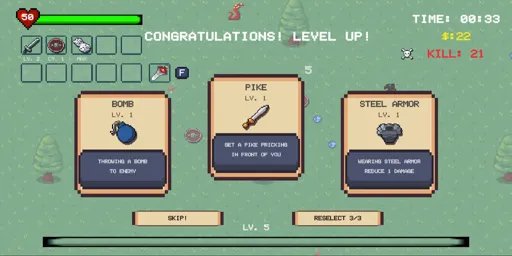 50
TIME: 00:33
CONGRATULATIONS! LEVEL UP!
$:22
KILL: 21
LV. 2
LV. 1
MAX
F
5
BOMB
LV. 1
THROWING A BOMB
TO ENEMY
PIKE
LV. 1
GET A PIKE PRICKING
IN FRONT OF YOU
STEEL ARMOR
LV. 1
WEARING STEEL ARMOR
REDUCE 1 DAMAGE
SKIP!
RESELECT 3/3
LV. 5